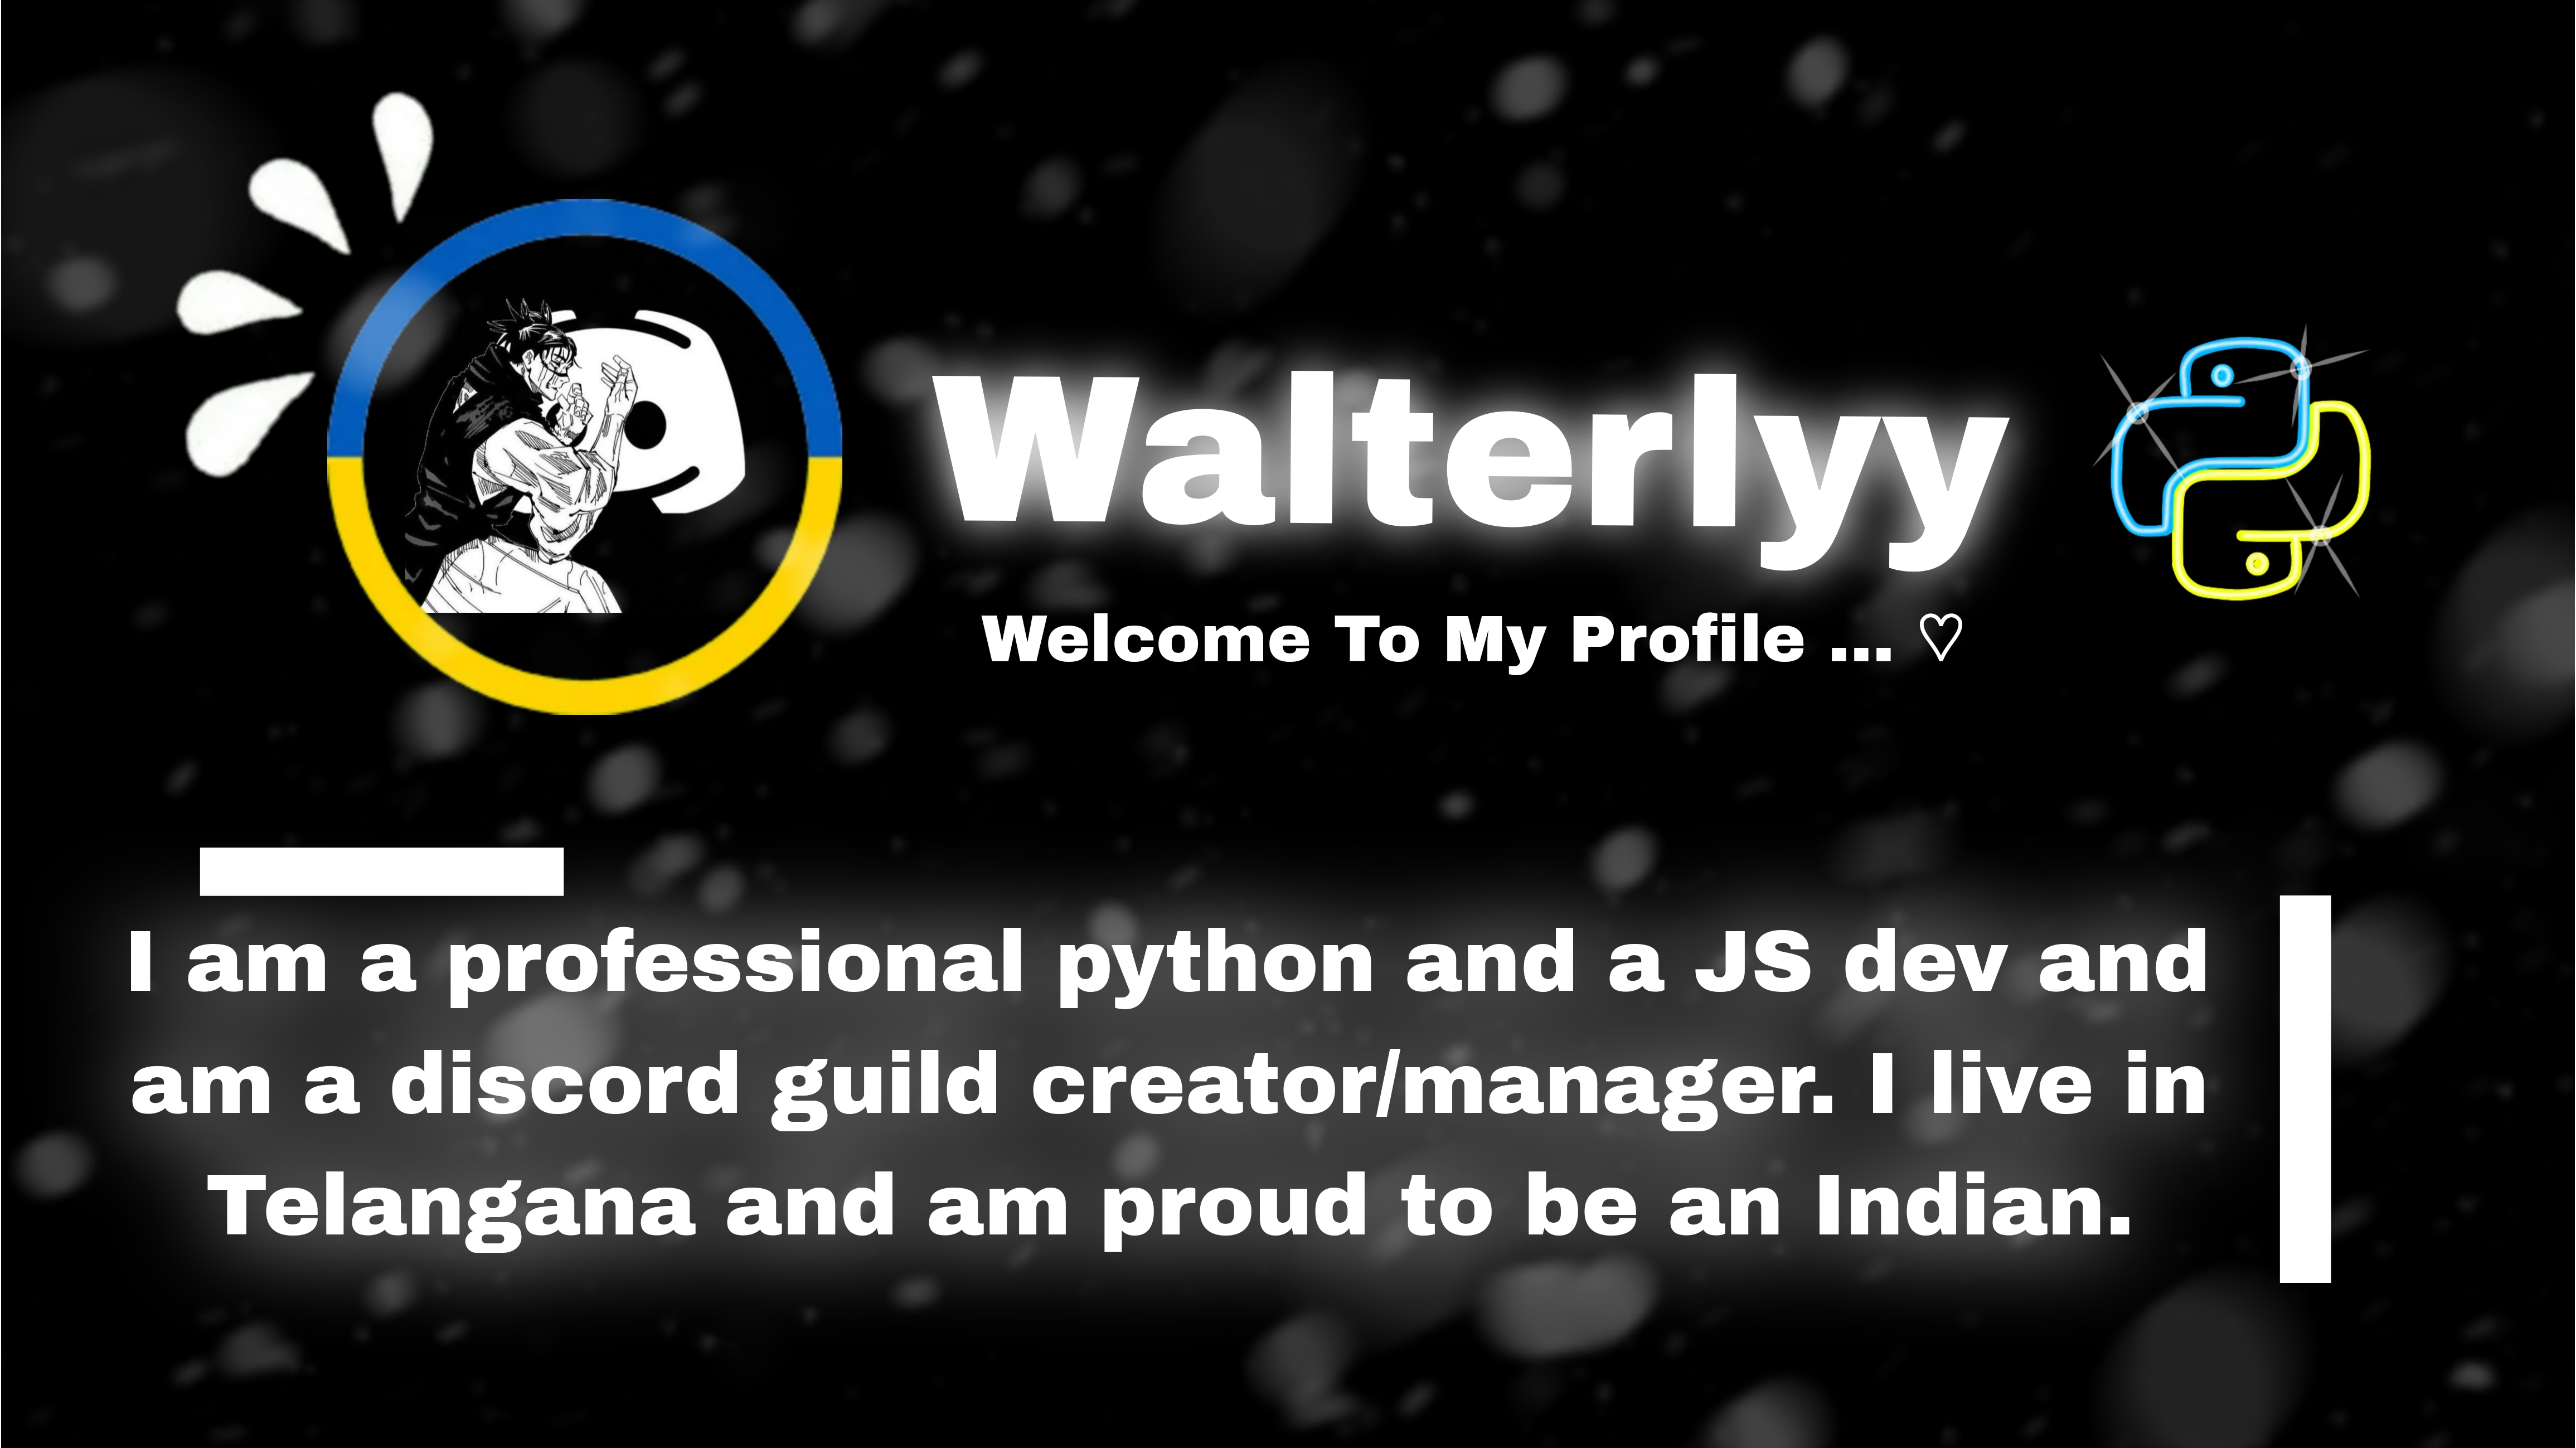 Walterlyy
Welcome To My Profile ... ♡
I am a professional python and a JS dev and
am a discord guild creator/manager. I live in
Telangana and am proud to be an Indian.